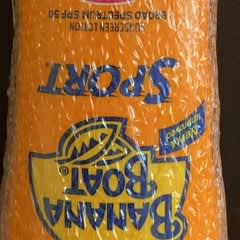 BANANA
BOAT®
SPORT
SUNSCREEN LOTION
BROAD SPECTRUM SPF 50